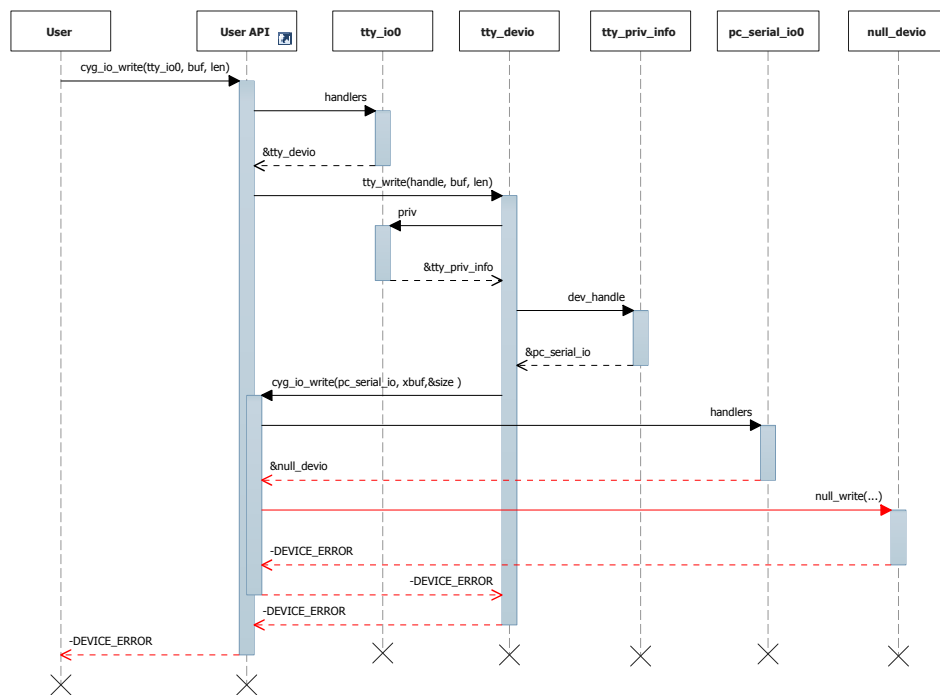 User
User API
tty_io0
tty_devio
tty_priv_info
pc_serial_io0
null_devio
cyg_io_write(tty_io0, buf, len)
handlers
&tty_devio
tty_write(handle, buf, len)
priv
&tty_priv_info
dev_handle
&pc_serial_io
cyg_io_write(pc_serial_io, xbuf,&size )
handlers
&null_devio
null_write(...)
-DEVICE_ERROR
-DEVICE_ERROR
-DEVICE_ERROR
-DEVICE_ERROR